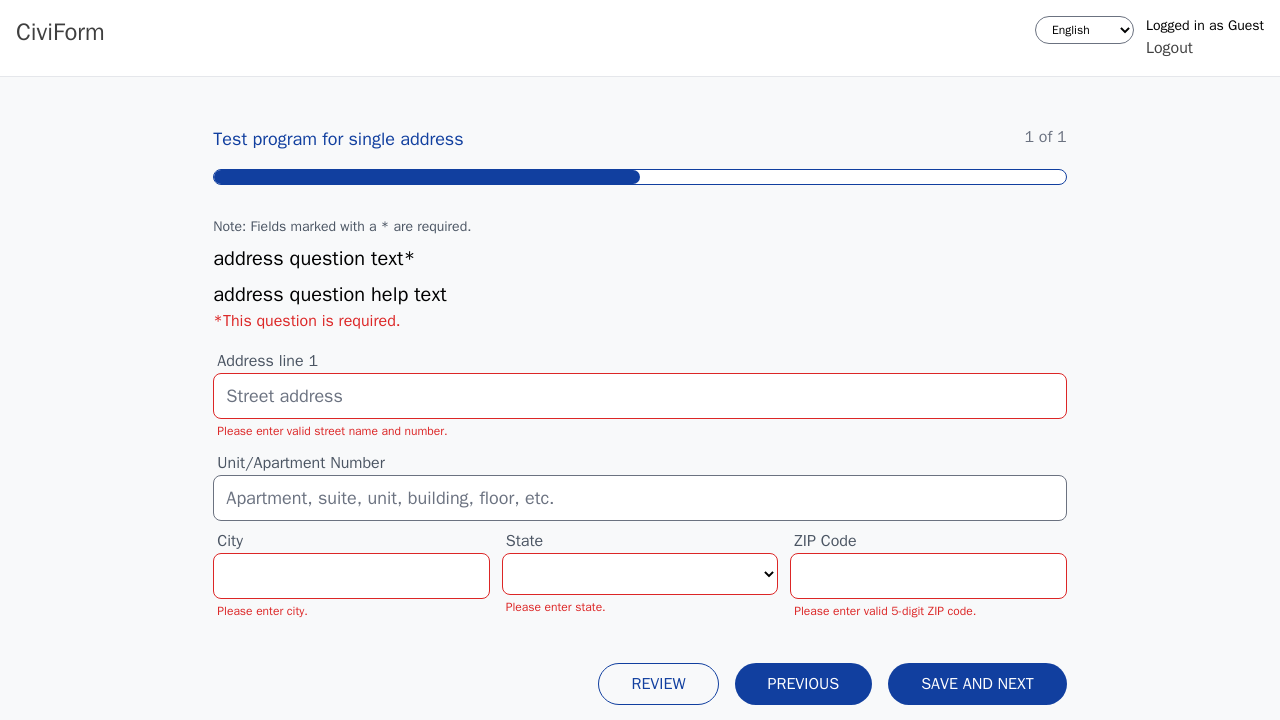 CiviForm
English
Logged in as Guest
Logout
Test program for single address
1 of 1
Note: Fields marked with a * are required.
address question text*
address question help text
*This question is required.
Address line 1
Street address
Please enter valid street name and number.
Unit/Apartment Number
Apartment, suite, unit, building, floor, etc.
City
State
ZIP Code
Please enter city.
Please enter state.
Please enter valid 5-digit ZIP code.
REVIEW
PREVIOUS
SAVE AND NEXT